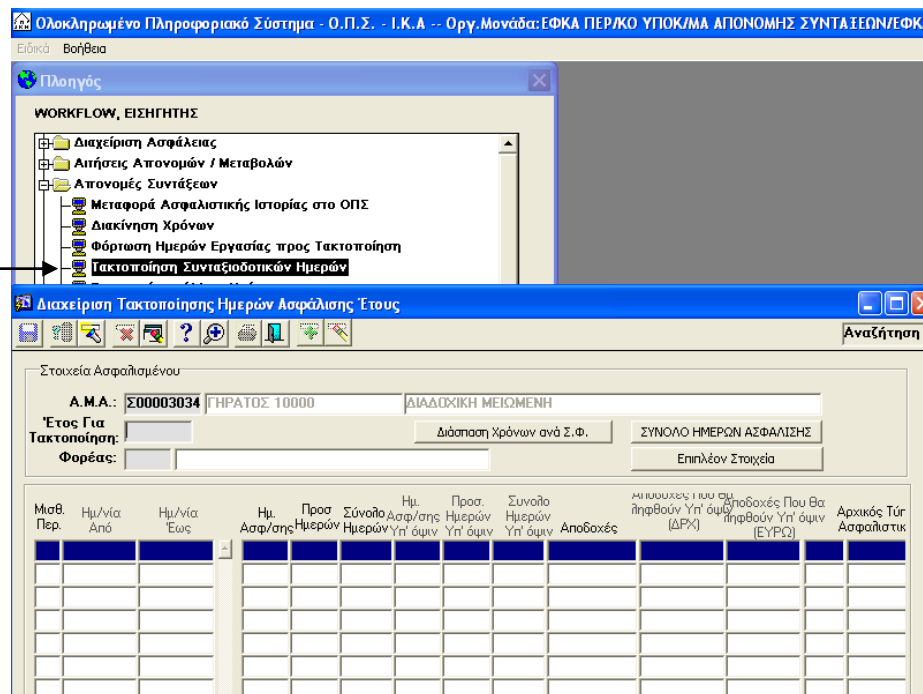 Ολοκληρωμένο Πληροφοριακό Σύστημα - Ο.Π.Σ. - Ι.Κ.Α -- Οργ.Μονάδα:ΕΦΚΑ ΠΕΡ/ΚΟ ΥΠΟΚ/ΜΑ ΑΠΟΝΟΜΗΣ ΣΥΝΤΑΞΕΩΝ/ΕΦΚΑ
Ειδικά Βοήθεια
Πλοηγός
WORKFLOW, ΕΙΣΗΓΗΤΗΣ
Διαχείριση Ασφάλειας
Αιτήσεις Απονομών / Μεταβολών
Απονομές Συντάξεων
Μεταφορά Ασφαλιστικής Ιστορίας στο ΟΠΣ
Διακίνηση Χρόνων
Φόρτωση Ημερών Εργασίας προς Τακτοποίηση
Τακτοποίηση Συνταξιοδοτικών Ημερών
Διαχείριση Τακτοποίησης Ημερών Ασφάλισης Έτους
Αναζήτηση
Στοιχεία Ασφαλισμένου
Α.Μ.Α.: Σ00003034 ΓΗΡΑΤΟΣ 10000 ΔΙΑΔΟΧΙΚΗ ΜΕΙΩΜΕΝΗ
Έτος Για
Τακτοποίηση: Διάσπαση Χρόνων ανά Σ.Φ. ΣΥΝΟΛΟ ΗΜΕΡΩΝ ΑΣΦΑΛΙΣΗΣ
Φορέας: Επιπλέον Στοιχεία
Μισθ. Περ.
Ημ/νία Από
Ημ/νία Έως
Ημ. Ασφ/σης
Προσ Ημερών
Σύνολο Ημερών
Ημ. Ασφ/σης Υπ' όψιν
Προσ. Ημερών Υπ' όψιν
Συνολο Ημερών Υπ' όψιν
Αποδοχές
ληφθούν Υπ' όψιν (ΔΡΧ)
Αποδοχές Που Θα ληφθούν Υπ' όψιν (ΕΥΡΩ)
Αρχικός Τύπ
Ασφαλιστικ